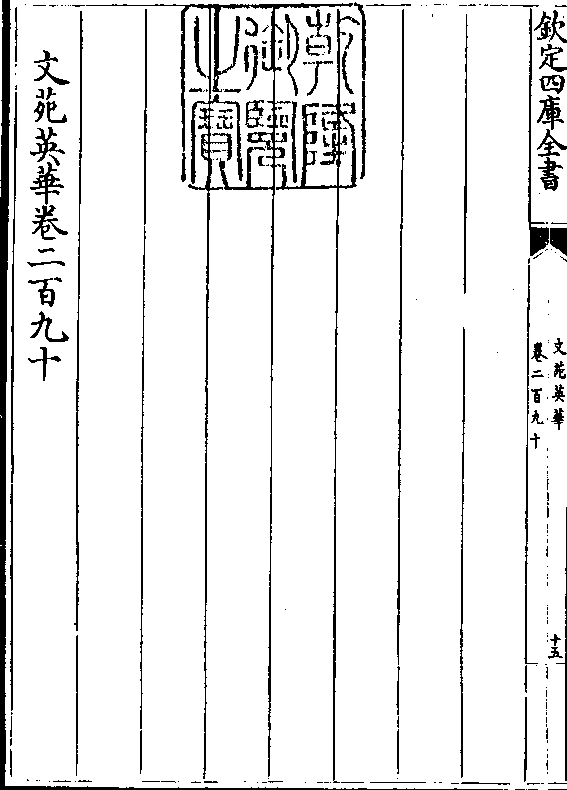 欽定四庫全書
文苑英華
卷二百九十
十五
乾隆
御覽
之寶
文苑英華卷二百九十